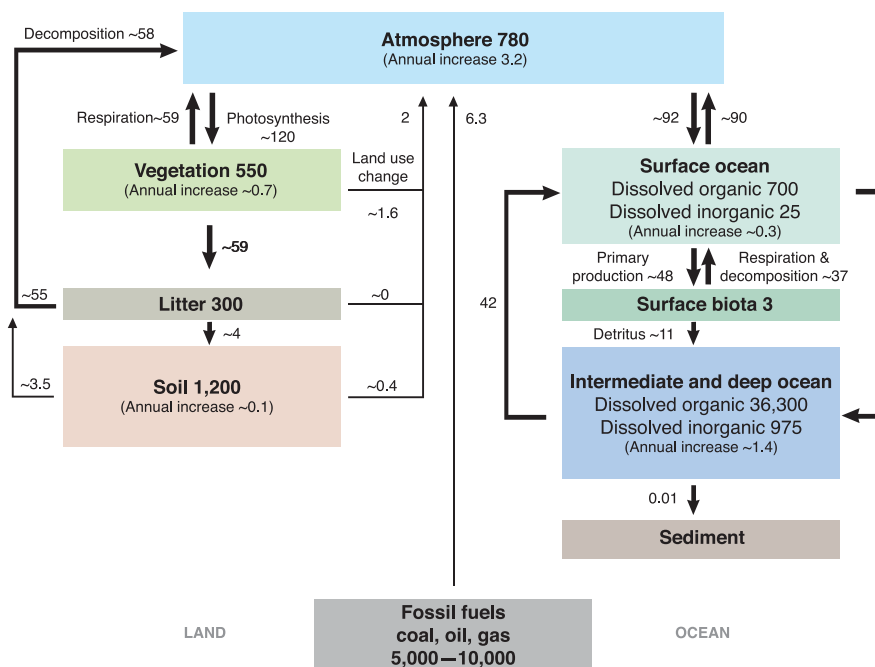 Decomposition ~58
Atmosphere 780
(Annual increase 3.2)
Respiration~59
Photosynthesis
~120
2
6.3
~92
~90
Vegetation 550
(Annual increase ~0.7)
Land use
change
~1.6
Surface ocean
Dissolved organic 700
Dissolved inorganic 25
(Annual increase ~0.3)
~59
Primary
production ~48
Respiration &
decomposition ~37
~55
Litter 300
~0
42
Surface biota 3
~4
Detritus ~11
~3.5
Soil 1,200
(Annual increase ~0.1)
~0.4
Intermediate and deep ocean
Dissolved organic 36,300
Dissolved inorganic 975
(Annual increase ~1.4)
0.01
Sediment
LAND
Fossil fuels
coal, oil, gas
5,000—10,000
OCEAN